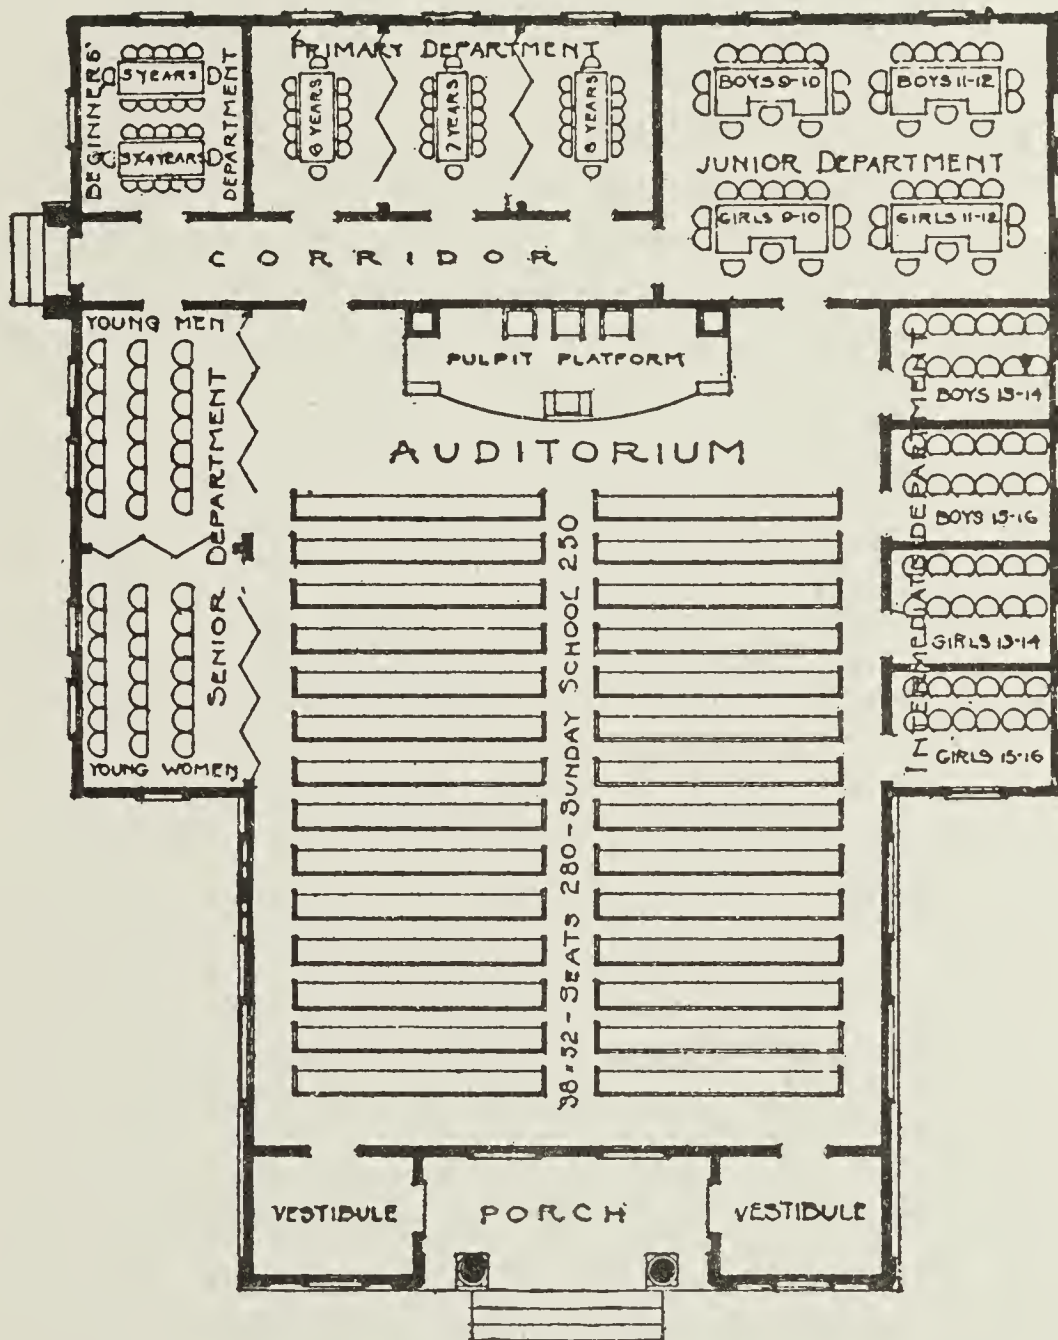 BEGINNERS'
DEPARTMENT
5 YEARS
3 & 4 YEARS
PRIMARY DEPARTMENT
6 YEARS
7 YEARS
8 YEARS
BOYS 9-10
BOYS 11-12
JUNIOR DEPARTMENT
GIRLS 9-10
GIRLS 11-12
CORRIDOR
YOUNG MEN
SENIOR DEPARTMENT
YOUNG WOMEN
PULPIT PLATFORM
AUDITORIUM
38 × 52 - SEATS 280 - SUNDAY SCHOOL 250
INTERMEDIATE DEPARTMENT
BOYS 13-14
BOYS 15-16
GIRLS 13-14
GIRLS 15-16
VESTIBULE
PORCH
VESTIBULE